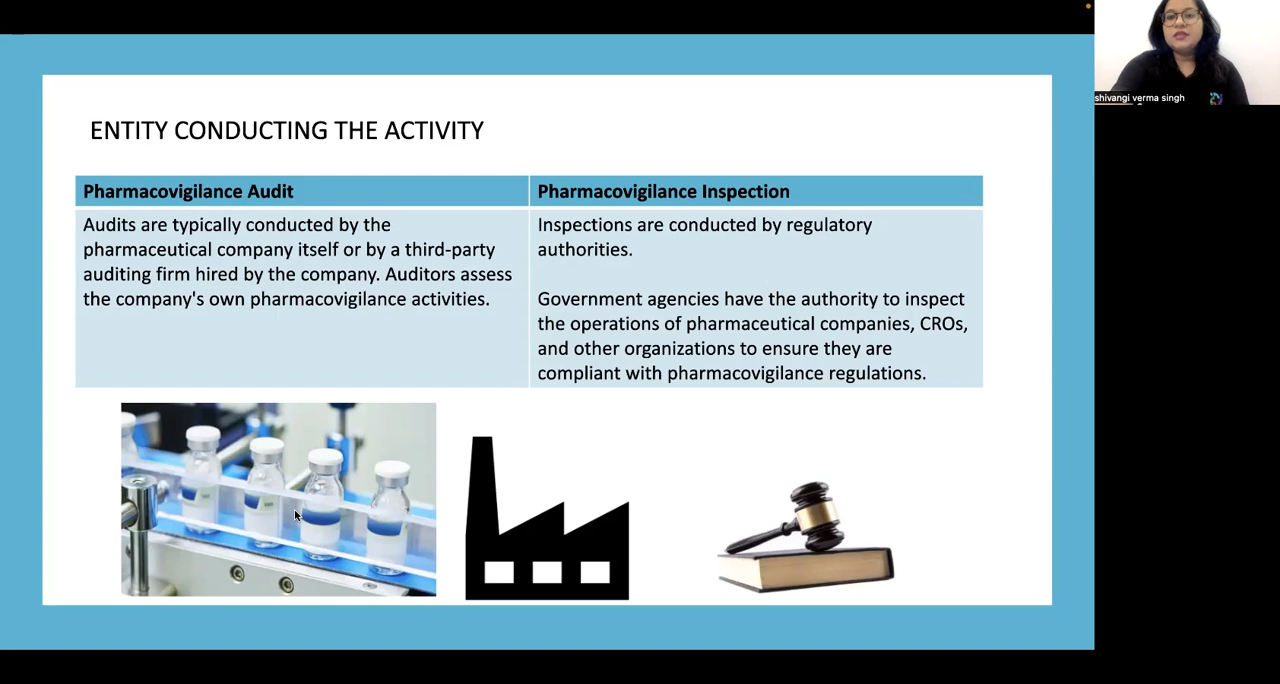 shivangi verma singh
ENTITY CONDUCTING THE ACTIVITY
Pharmacovigilance Audit
Audits are typically conducted by the
pharmaceutical company itself or by a third-party
auditing firm hired by the company. Auditors assess
the company's own pharmacovigilance activities.
Pharmacovigilance Inspection
Inspections are conducted by regulatory
authorities.
Government agencies have the authority to inspect
the operations of pharmaceutical companies, CROs,
and other organizations to ensure they are
compliant with pharmacovigilance regulations.